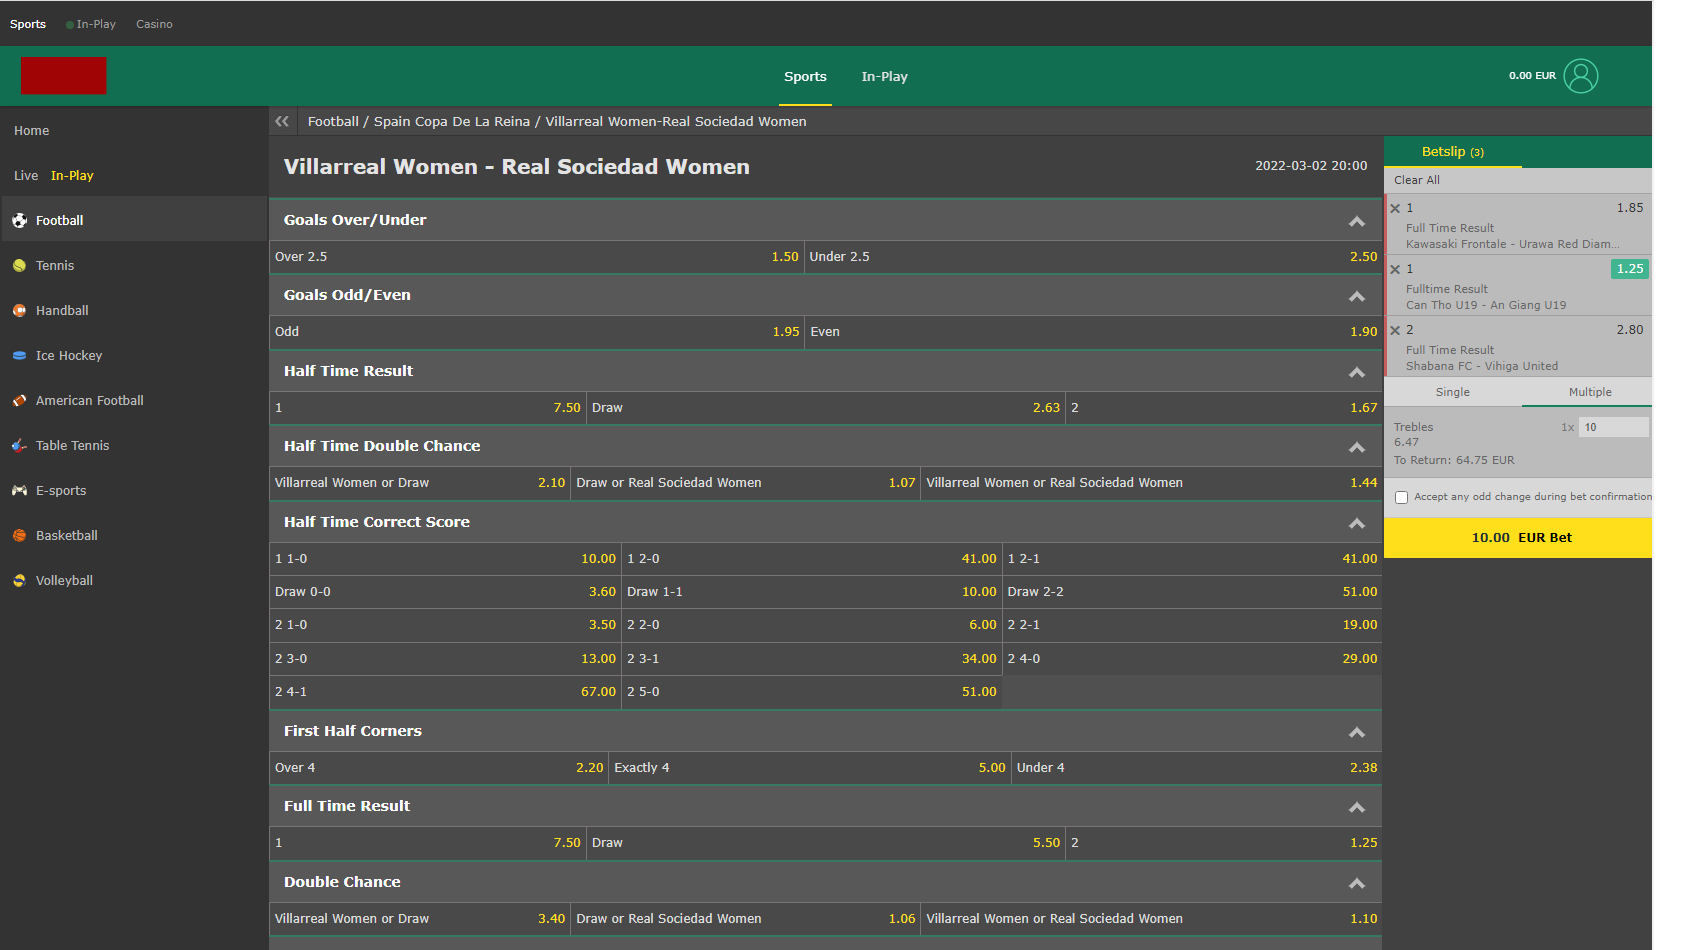 Sports In-Play Casino
Sports In-Play 0.00 EUR
Home
Live In-Play
Football
Tennis
Handball
Ice Hockey
American Football
Table Tennis
E-sports
Basketball
Volleyball
Football / Spain Copa De La Reina / Villarreal Women-Real Sociedad Women
Villarreal Women - Real Sociedad Women 2022-03-02 20:00
Goals Over/Under
Over 2.5 1.50 Under 2.5 2.50
Goals Odd/Even
Odd 1.95 Even 1.90
Half Time Result
1 7.50 Draw 2.63 2 1.67
Half Time Double Chance
Villarreal Women or Draw 2.10 Draw or Real Sociedad Women 1.07 Villarreal Women or Real Sociedad Women 1.44
Half Time Correct Score
1 1-0 10.00 1 2-0 41.00 1 2-1 41.00
Draw 0-0 3.60 Draw 1-1 10.00 Draw 2-2 51.00
2 1-0 3.50 2 2-0 6.00 2 2-1 19.00
2 3-0 13.00 2 3-1 34.00 2 4-0 29.00
2 4-1 67.00 2 5-0 51.00
First Half Corners
Over 4 2.20 Exactly 4 5.00 Under 4 2.38
Full Time Result
1 7.50 Draw 5.50 2 1.25
Double Chance
Villarreal Women or Draw 3.40 Draw or Real Sociedad Women 1.06 Villarreal Women or Real Sociedad Women 1.10
Betslip (3)
Clear All
1 1.85
Full Time Result
Kawasaki Frontale - Urawa Red Diam...
1 1.25
Fulltime Result
Can Tho U19 - An Giang U19
2 2.80
Full Time Result
Shabana FC - Vihiga United
Single Multiple
Trebles 1x 10
6.47
To Return: 64.75 EUR
Accept any odd change during bet confirmation
10.00 EUR Bet